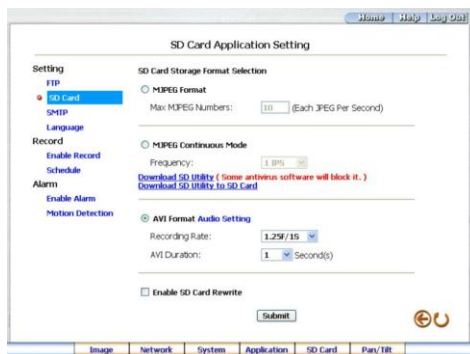 Home Help Log Out
SD Card Application Setting
Setting
FTP
SD Card
SMTP
Language
Record
Enable Record
Schedule
Alarm
Enable Alarm
Motion Detection
SD Card Storage Format Selection
MJPEG Format
Max MJPEG Numbers: 10 (Each JPEG Per Second)
MJPEG Continuous Mode
Frequency: 1 IPS
Download SD Utility ( Some antivirus software will block it. )
Download SD Utility to SD Card
AVI Format Audio Setting
Recording Rate: 1.25F/1S
AVI Duration: 1 Second(s)
Enable SD Card Rewrite
Submit
Image Network System Application SD Card Pan/Tilt